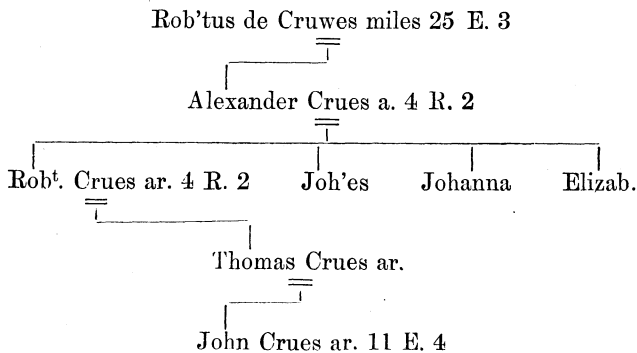 Rob'tus de Cruwes miles 25 E. 3
Alexander Crues a. 4 R. 2
Robᵗ. Crues ar. 4 R. 2 Joh'es Johanna Elizab.
Thomas Crues ar.
John Crues ar. 11 E. 4